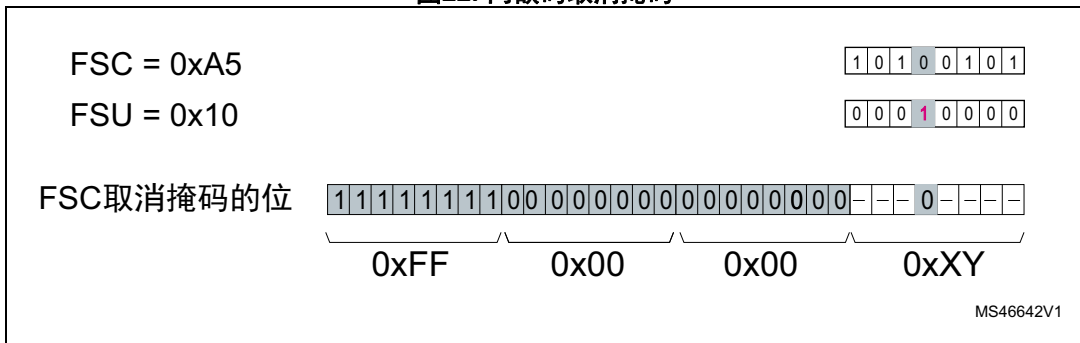 FSC = 0xA5
1 0 1 0 0 1 0 1
FSU = 0x10
0 0 0 1 0 0 0 0
FSC取消掩码的位
1 1 1 1 1 1 1 1 0 0 0 0 0 0 0 0 0 0 0 0 0 0 0 0 – – – 0 – – – –
0xFF 0x00 0x00 0xXY
MS46642V1